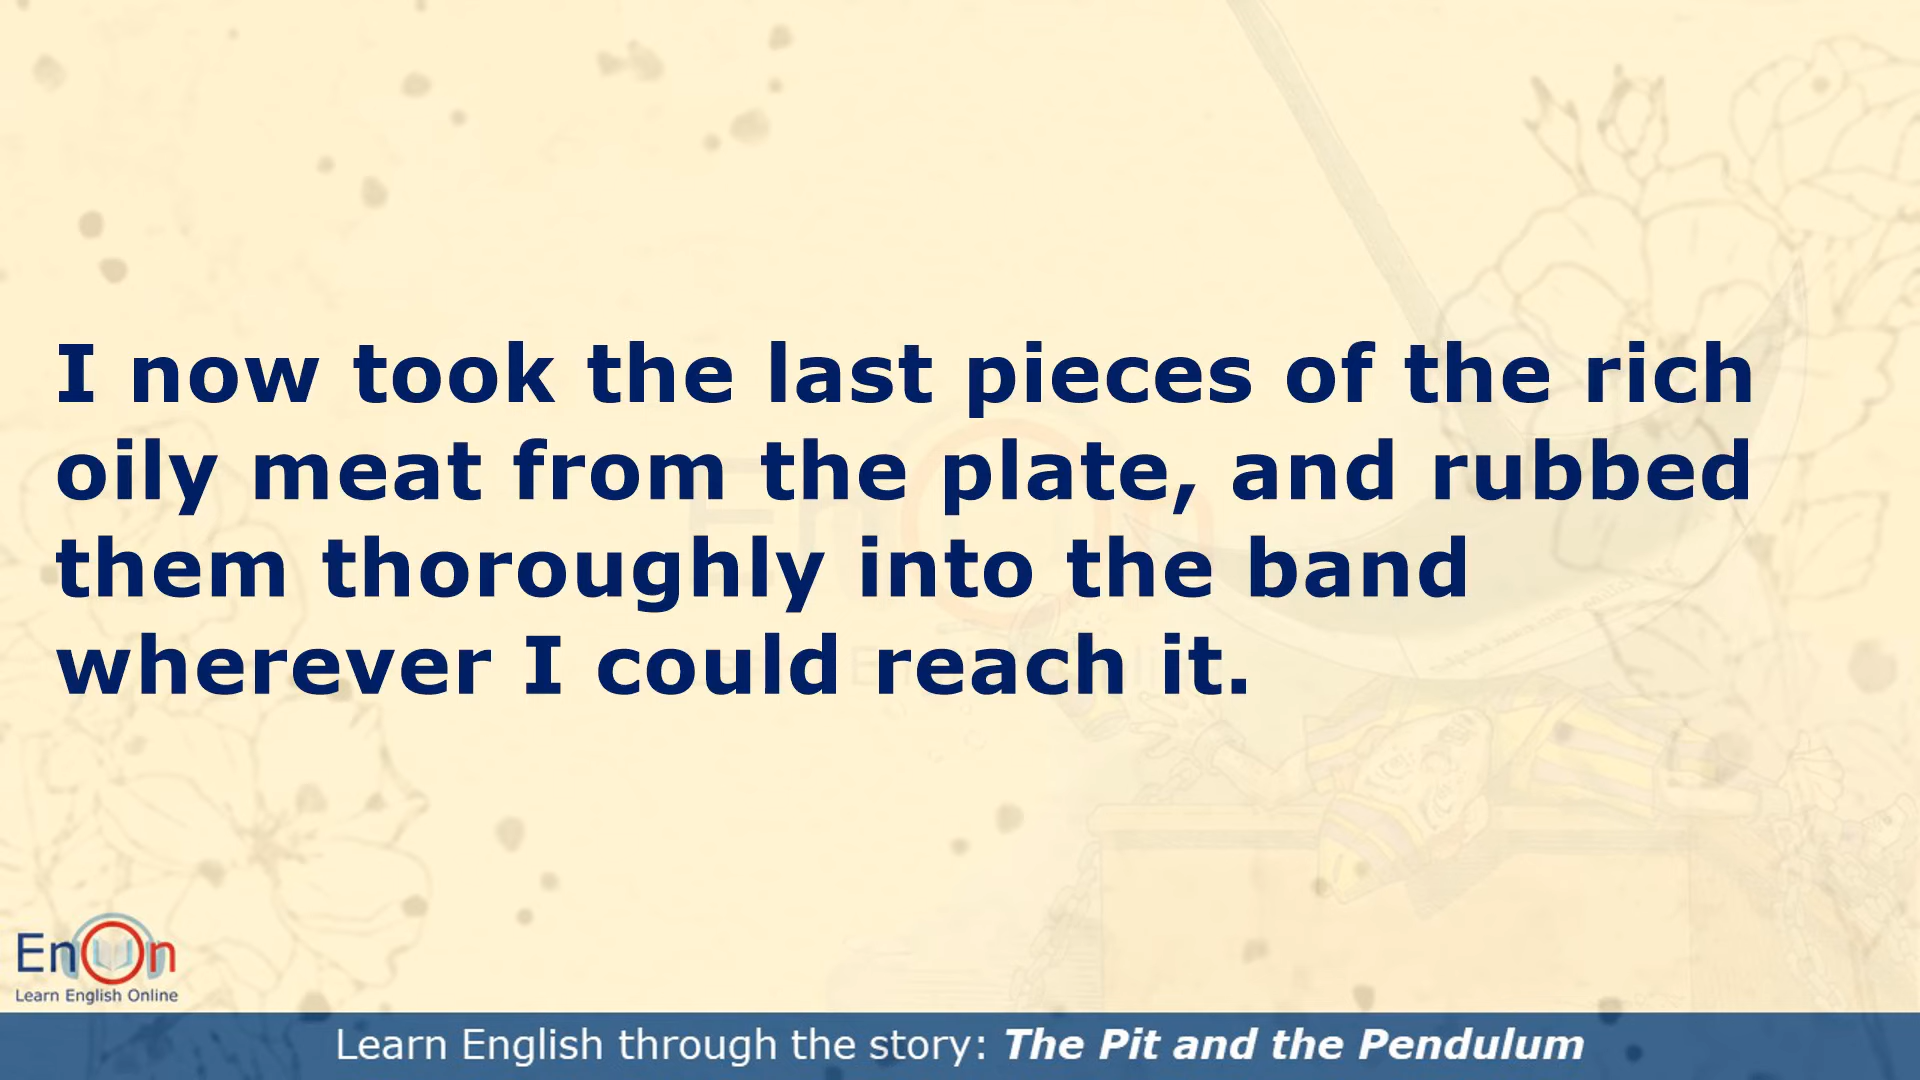 I now took the last pieces of the rich
oily meat from the plate, and rubbed
them thoroughly into the band
wherever I could reach it.
EnOn
Learn English Online
Learn English through the story: The Pit and the Pendulum